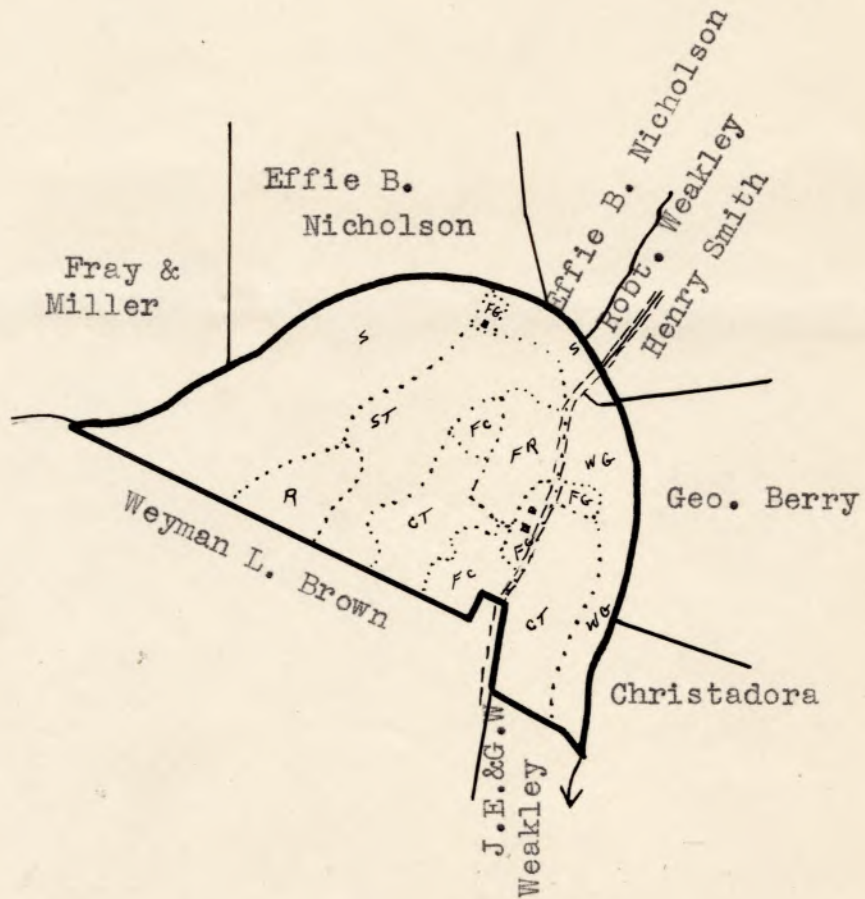 Effie B.
Nicholson
Fray &
Miller
Effie B. Nicholson
Robt. Weakley
Henry Smith
FG
S
S
ST
FC
FR
WG
R
CT
FG
Geo. Berry
FC
FC
Weyman L. Brown
CT
WG
Christadora
J.E.&G.W
Weakley